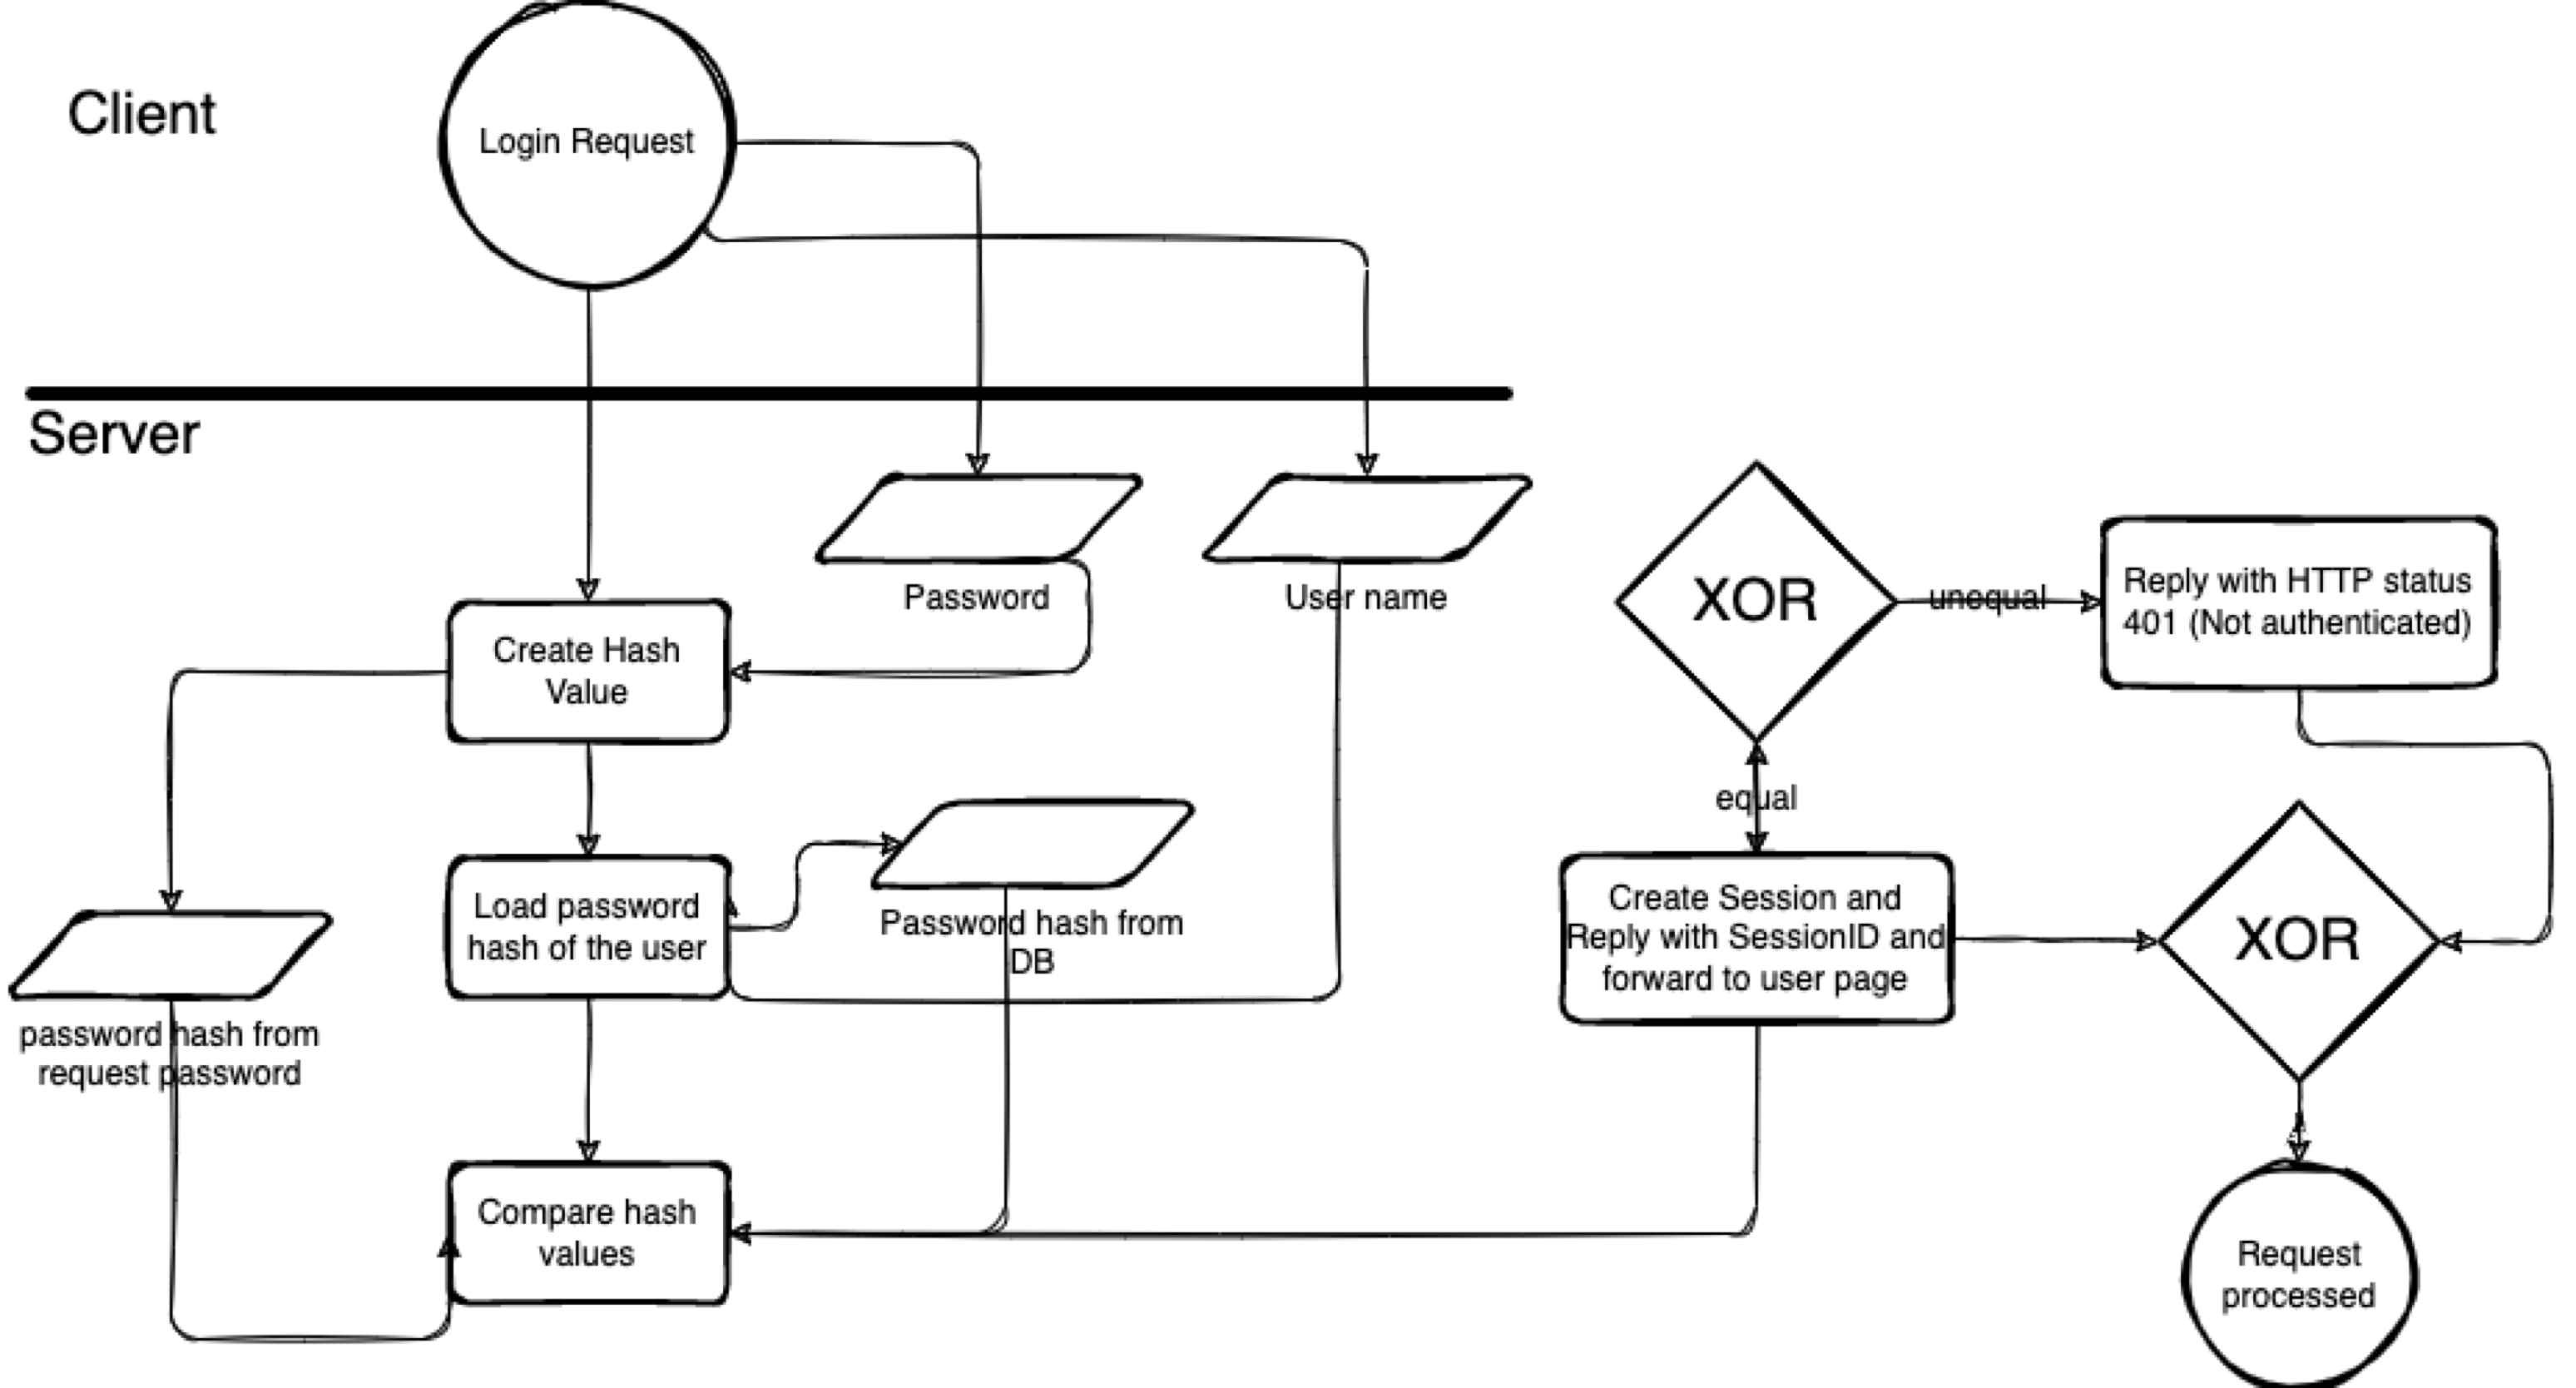 Client
Login Request
Server
Password
User name
XOR
unequal
Reply with HTTP status
401 (Not authenticated)
Create Hash
Value
equal
Load password
hash of the user
Password hash from
DB
Create Session and
Reply with SessionID and
forward to user page
XOR
password hash from
request password
Compare hash
values
Request
processed